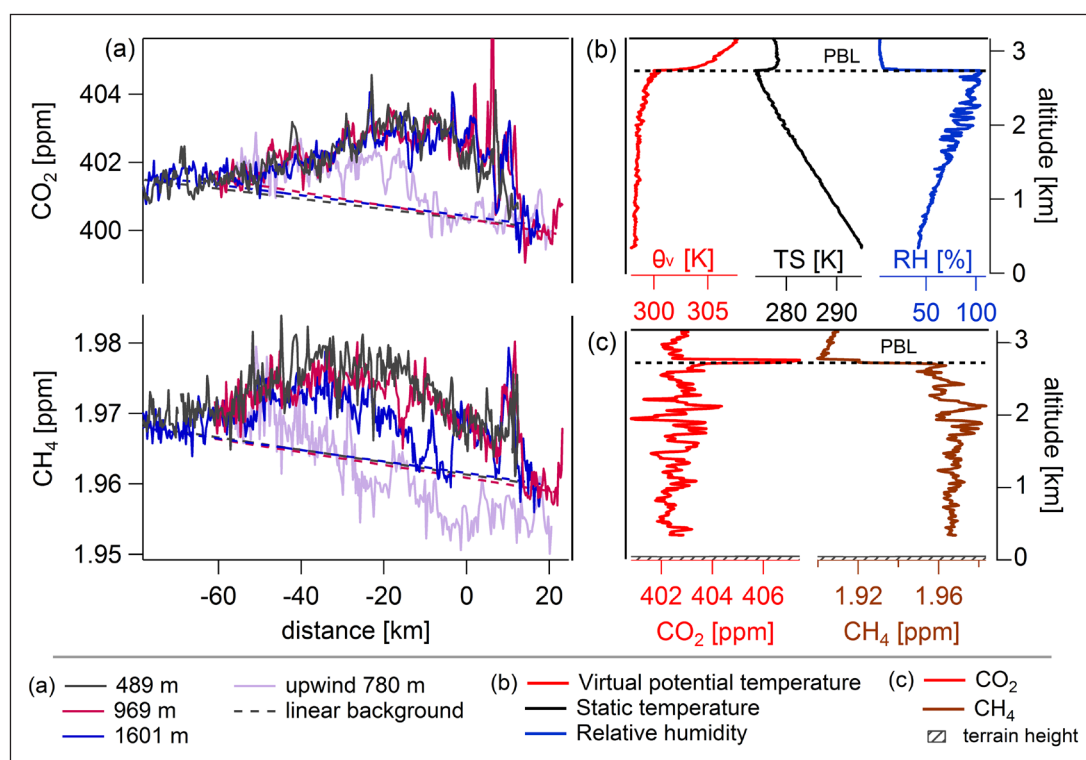 (a)
CO2 [ppm]
404
402
400
CH4 [ppm]
1.98
1.97
1.96
1.95
-60
-40
-20
0
20
distance [km]
(b)
PBL
3
2
1
0
altitude [km]
θv [K]
TS [K]
RH [%]
300
305
280
290
50
100
(c)
PBL
3
2
1
0
altitude [km]
402
404
406
1.92
1.96
CO2 [ppm]
CH4 [ppm]
(a)
489 m
969 m
1601 m
upwind 780 m
linear background
(b)
Virtual potential temperature
Static temperature
Relative humidity
(c)
CO2
CH4
terrain height